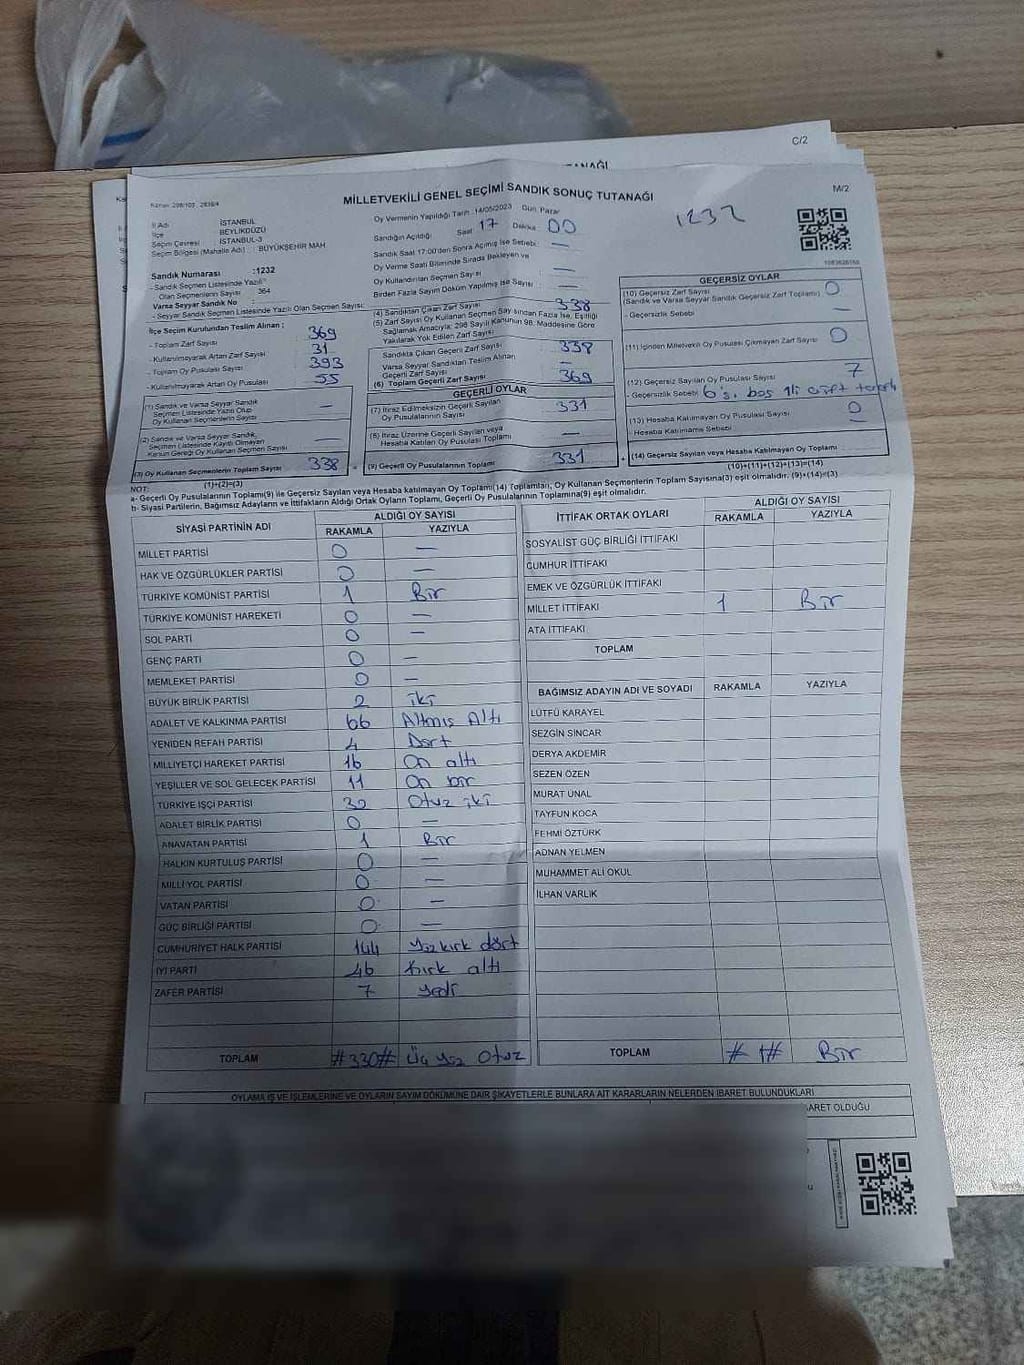 C/2
MİLLETVEKİLİ GENEL SEÇİMİ SANDIK SONUÇ TUTANAĞI
M/2
1232
İl Adı İSTANBUL
İlçe BEYLİKDÜZÜ
Seçim Çevresi İSTANBUL-3
Seçim Bölgesi (Mahalle Adı) : BÜYÜKŞEHİR MAH
Sandık Numarası :1232
- Sandık Seçmen Listesinde Yazılı
Olan Seçmenlerin Sayısı : 364
Varsa Seyyar Sandık No
- Seyyar Sandık Seçmen Listesinde Yazılı Olan Seçmen Sayısı:
İlçe Seçim Kurulundan Teslim Alınan :
- Toplam Zarf Sayısı : 369
- Kullanılmayarak Artan Zarf Sayısı : 31
- Toplam Oy Pusulası Sayısı : 393
- Kullanılmayarak Artan Oy Pusulası : 55
(1) Sandık ve Varsa Seyyar Sandık
Seçmen Listesinde Yazılı Olup
Oy Kullanan Seçmenlerin Sayısı —
(2) Sandık ve Varsa Seyyar Sandık
Seçmen Listesinde Kayıtlı Olmayan
Kanun Gereği Oy Kullanan Seçmen Sayısı —
(3) Oy Kullanan Seçmenlerin Toplam Sayısı 338
(1)+(2)=(3)
Oy Vermenin Yapıldığı Tarih : 14/05/2023 Gün: Pazar
Sandığın Açıldığı Saat : 17 Dakika : 00
Sandık Saat 17:00'den Sonra Açılmış İse Sebebi : —
Oy Verme Saati Bitiminde Sırada Bekleyen ve
Oy Kullandırılan Seçmen Sayısı : —
Birden Fazla Sayım Döküm Yapılmış İse Sayısı : —
(4) Sandıktan Çıkan Zarf Sayısı : 338
(5) Zarf Sayısı Oy Kullanan Seçmen Sayısından Fazla İse, Eşitliği
Sağlamak Amacıyla; 298 Sayılı Kanunun 98. Maddesine Göre
Yakılarak Yok Edilen Zarf Sayısı :
Sandıkta Çıkan Geçerli Zarf Sayısı : 338
Varsa Seyyar Sandıktan Teslim Alınan
Geçerli Zarf Sayısı : —
(6) Toplam Geçerli Zarf Sayısı : 369
GEÇERLİ OYLAR
(7) İtiraz Edilmeksizin Geçerli Sayılan
Oy Pusulasının Sayısı : 331
(8) İtiraz Üzerine Geçerli Sayılan veya
Hesaba Katılan Oy Pusulası Toplamı : —
(9) Geçerli Oy Pusulalarının Toplamı 331
GEÇERSİZ OYLAR
(10) Geçersiz Zarf Sayısı
(Sandık ve Varsa Seyyar Sandık Geçersiz Zarf Toplamı) : 0
- Geçersizlik Sebebi : —
(11) İçinden Milletvekili Oy Pusulası Çıkmayan Zarf Sayısı : 0
(12) Geçersiz Sayılan Oy Pusulası Sayısı : 7
- Geçersizlik Sebebi : 6'sı boş 1'i çift
(13) Hesaba Katılmayan Oy Pusulası Sayısı : 0
Hesaba Katılmama Sebebi : —
(14) Geçersiz Sayılan veya Hesaba Katılmayan Oy Toplamı :
(10)+(11)+(12)+(13)=(14)
NOT:
a- Geçerli Oy Pusulalarının Toplamı(9) ile Geçersiz Sayılan veya Hesaba katılmayan Oy Toplamı(14) Toplamları; Oy Kullanan Seçmenlerin Toplam Sayısına(3) eşit olmalıdır. (9)+(14)=(3)
b- Siyasi Partilerin, Bağımsız Adayların ve İttifakların Aldığı Ortak Oyların Toplamı, Geçerli Oy Pusulalarının Toplamına(9) eşit olmalıdır.
SİYASİ PARTİNİN ADI ALDIĞI OY SAYISI
RAKAMLA YAZIYLA
MİLLET PARTİSİ 0 —
HAK VE ÖZGÜRLÜKLER PARTİSİ 0 —
TÜRKİYE KOMÜNİST PARTİSİ 1 Bir
TÜRKİYE KOMÜNİST HAREKETİ 0 —
SOL PARTİ 0 —
GENÇ PARTİ 0 —
MEMLEKET PARTİSİ 0 —
BÜYÜK BİRLİK PARTİSİ 2 iki
ADALET VE KALKINMA PARTİSİ 66 Altmış Altı
YENİDEN REFAH PARTİSİ 4 Dört
MİLLİYETÇİ HAREKET PARTİSİ 16 On altı
YEŞİLLER VE SOL GELECEK PARTİSİ 11 On bir
TÜRKİYE İŞÇİ PARTİSİ 32 Otuz iki
ADALET BİRLİK PARTİSİ 0 —
ANAVATAN PARTİSİ 1 Bir
HALKIN KURTULUŞ PARTİSİ 0 —
MİLLİ YOL PARTİSİ 0 —
VATAN PARTİSİ 0 —
GÜÇ BİRLİĞİ PARTİSİ 0 —
CUMHURİYET HALK PARTİSİ 144 Yüz kırk dört
İYİ PARTİ 46 Kırk altı
ZAFER PARTİSİ 7 yedi
TOPLAM #330# Üç yüz Otuz
İTTİFAK ORTAK OYLARI ALDIĞI OY SAYISI
RAKAMLA YAZIYLA
SOSYALİST GÜÇ BİRLİĞİ İTTİFAKI
CUMHUR İTTİFAKI
EMEK VE ÖZGÜRLÜK İTTİFAKI
MİLLET İTTİFAKI 1 Bir
ATA İTTİFAKI
TOPLAM
BAĞIMSIZ ADAYIN ADI VE SOYADI RAKAMLA YAZIYLA
LÜTFÜ KARAYEL
SEZGİN SİNCAR
DERYA AKDEMİR
SEZEN ÖZEN
MURAT ÜNAL
TAYFUN KOCA
FEHMİ ÖZTÜRK
ADNAN YELMEN
MUHAMMET ALİ OKUL
İLHAN VARLIK
TOPLAM #1# Bir
OYLAMA İŞ VE İŞLEMLERİNE VE OYLARIN SAYIM DÖKÜMÜNE DAİR ŞİKAYETLERLE BUNLARA AİT KARARLARIN NELERDEN İBARET BULUNDUKLARI
ARET OLDUĞU